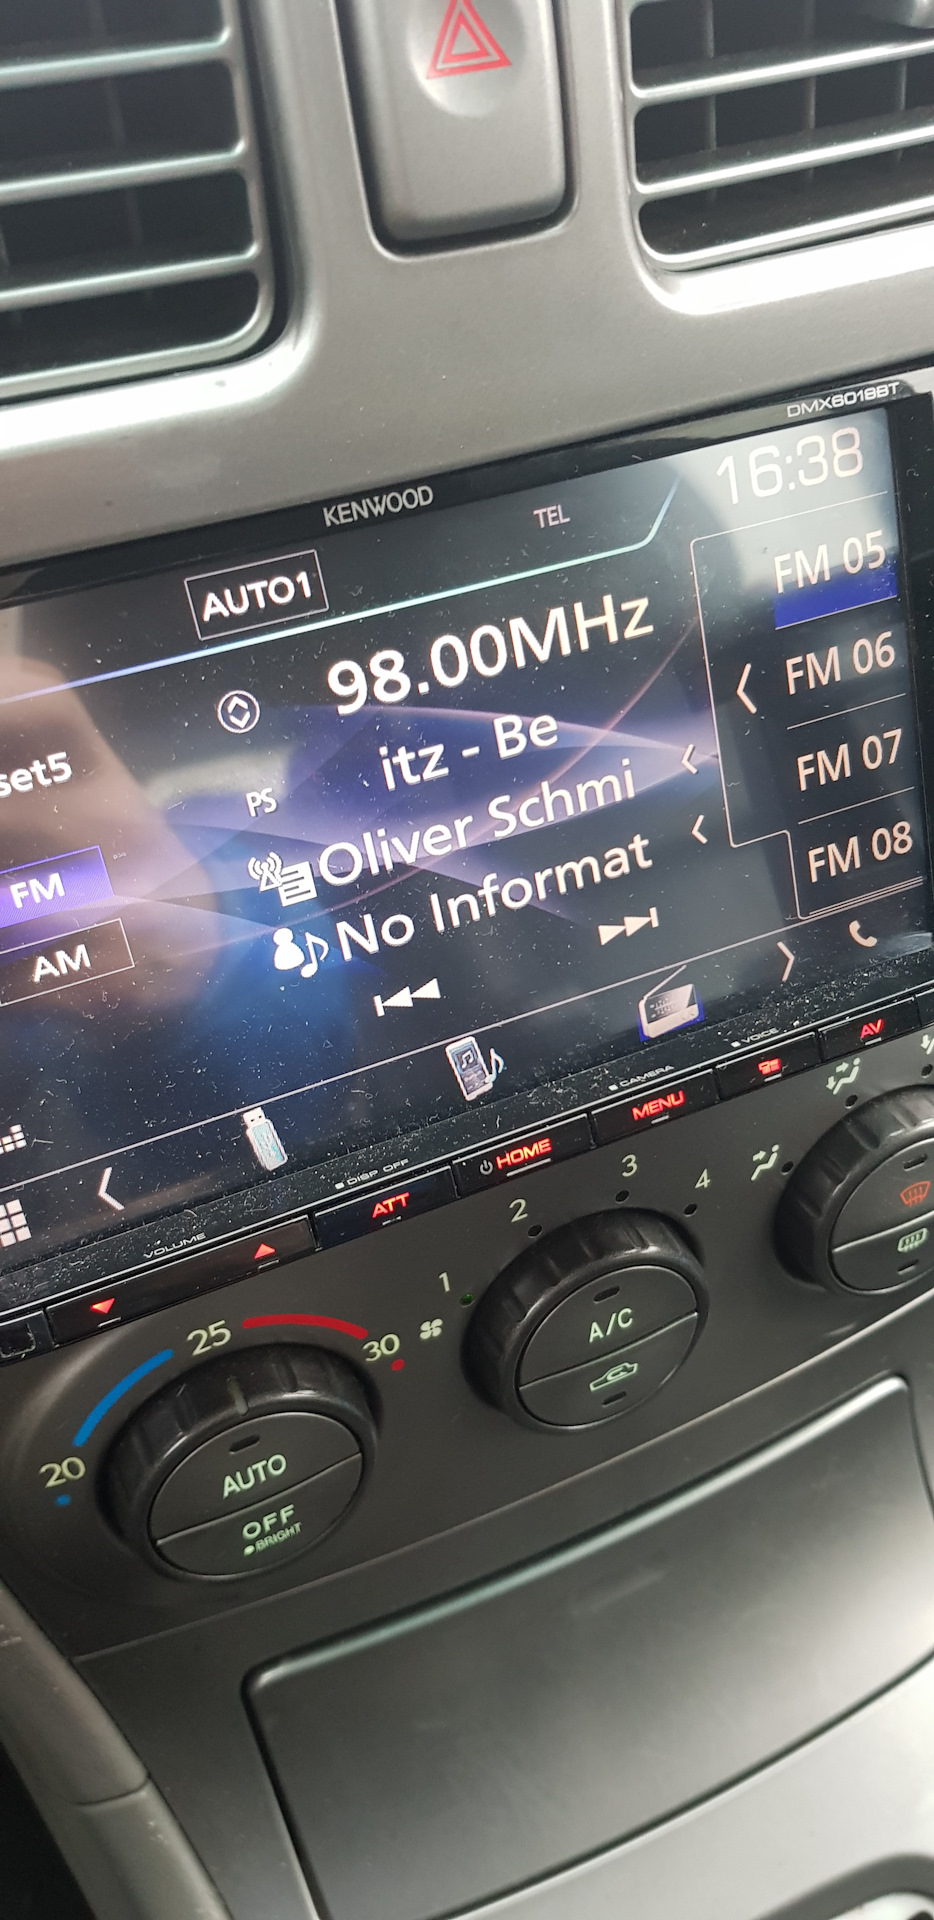 DMX6018BT
KENWOOD
TEL
16:38
AUTO1
98.00MHz
FM 05
set5
PS
itz - Be
FM 06
Oliver Schmi
FM 07
FM
No Informat
FM 08
AM
VOLUME
DISP OFF
CAMERA
VOICE
ATT
HOME
MENU
AV
20
25
30
1
2
3
4
AUTO
OFF
BRIGHT
A/C